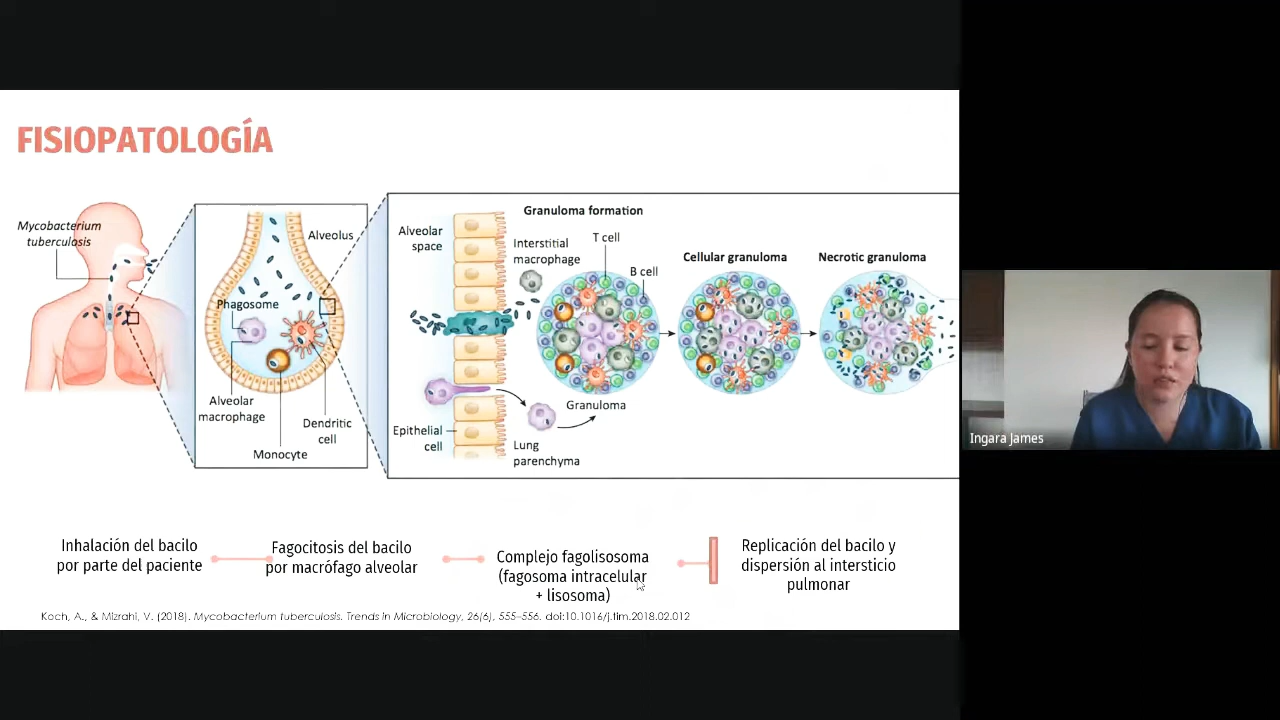 FISIOPATOLOGÍA
Mycobacterium
tuberculosis
Alveolus
Phagosome
Alveolar
macrophage
Monocyte
Dendritic
cell
Alveolar
space
Granuloma formation
Interstitial
macrophage
T cell
B cell
Granuloma
Epithelial
cell
Lung
parenchyma
Cellular granuloma
Necrotic granuloma
Inhalación del bacilo
por parte del paciente
Fagocitosis del bacilo
por macrófago alveolar
Complejo fagolisosoma
(fagosoma intracelular
+ lisosoma)
Replicación del bacilo y
dispersión al intersticio
pulmonar
Koch, A., & Mizrahi, V. (2018). Mycobacterium tuberculosis. Trends in Microbiology, 26(6), 555–556. doi:10.1016/j.tim.2018.02.012
Ingara James